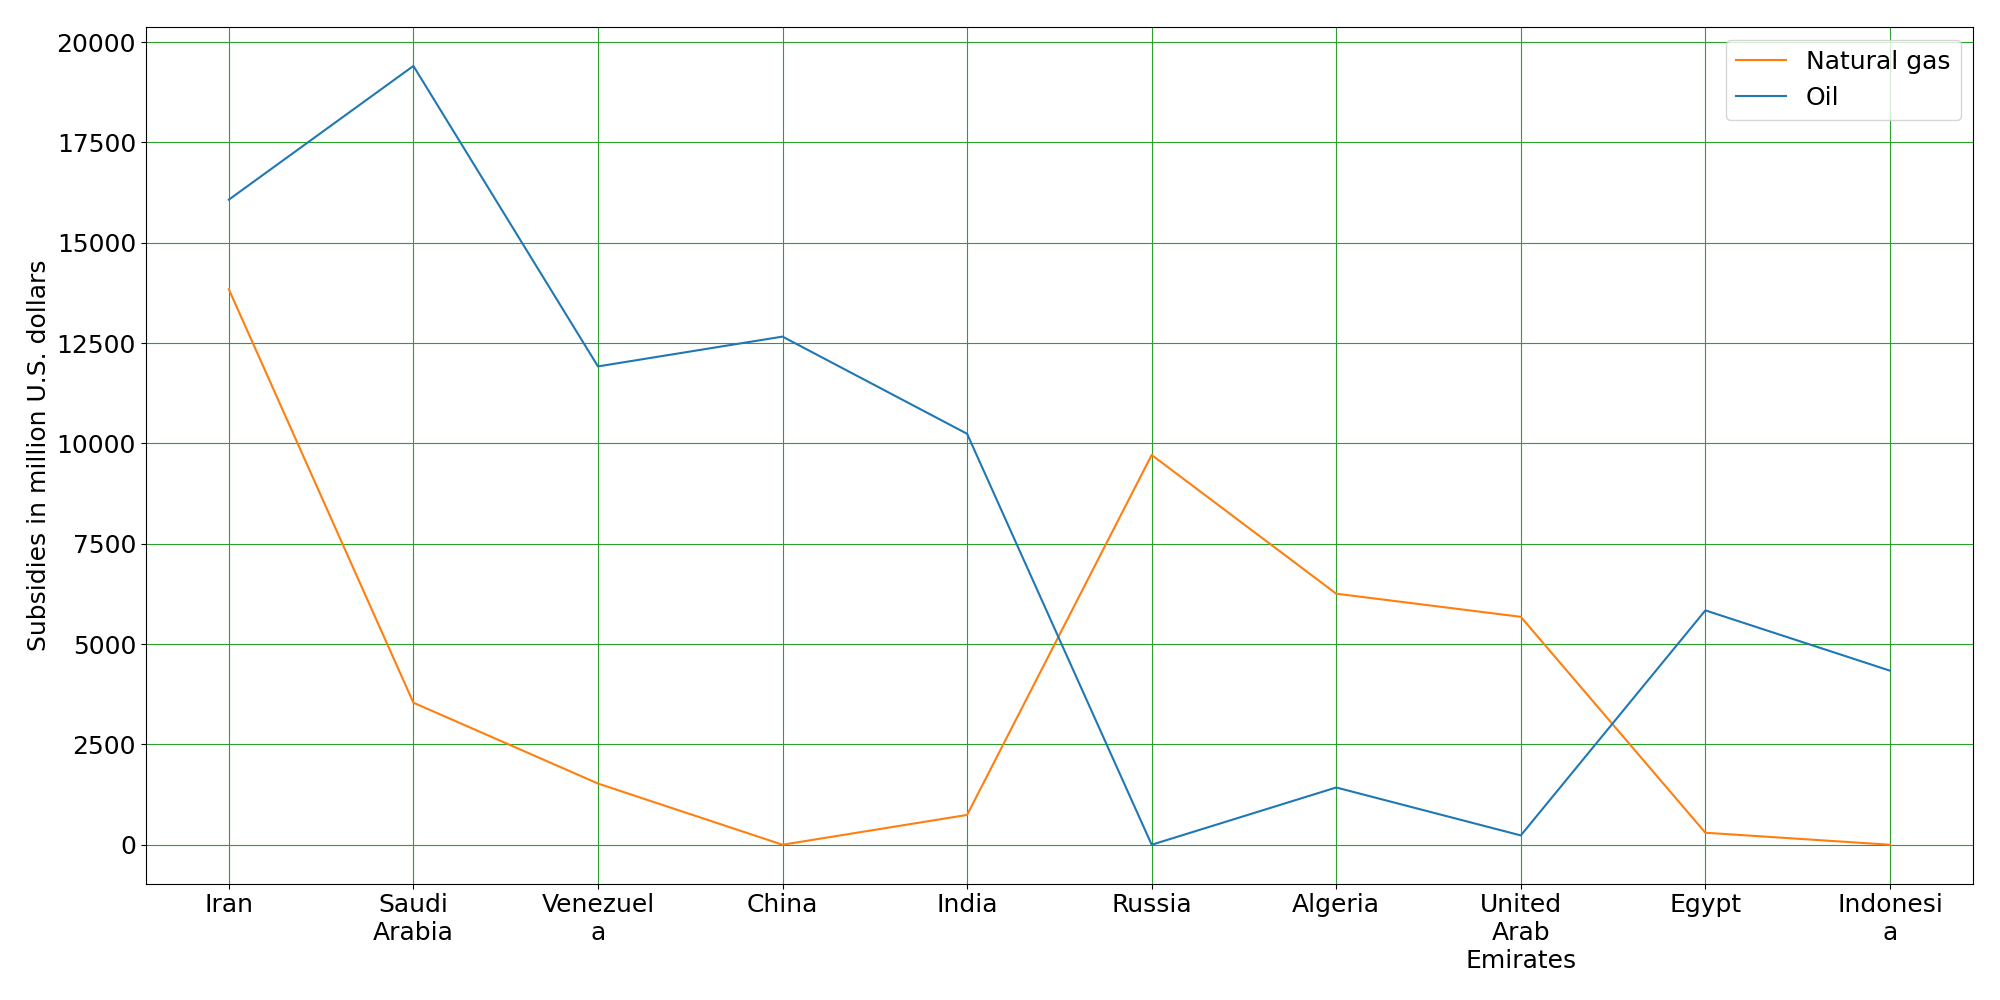 20000
17500
15000
12500
10000
7500
5000
2500
0
Subsidies in million U.S. dollars
Natural gas
Oil
Iran
Saudi
Arabia
Venezuel
a
China
India
Russia
Algeria
United
Arab
Emirates
Egypt
Indonesi
a